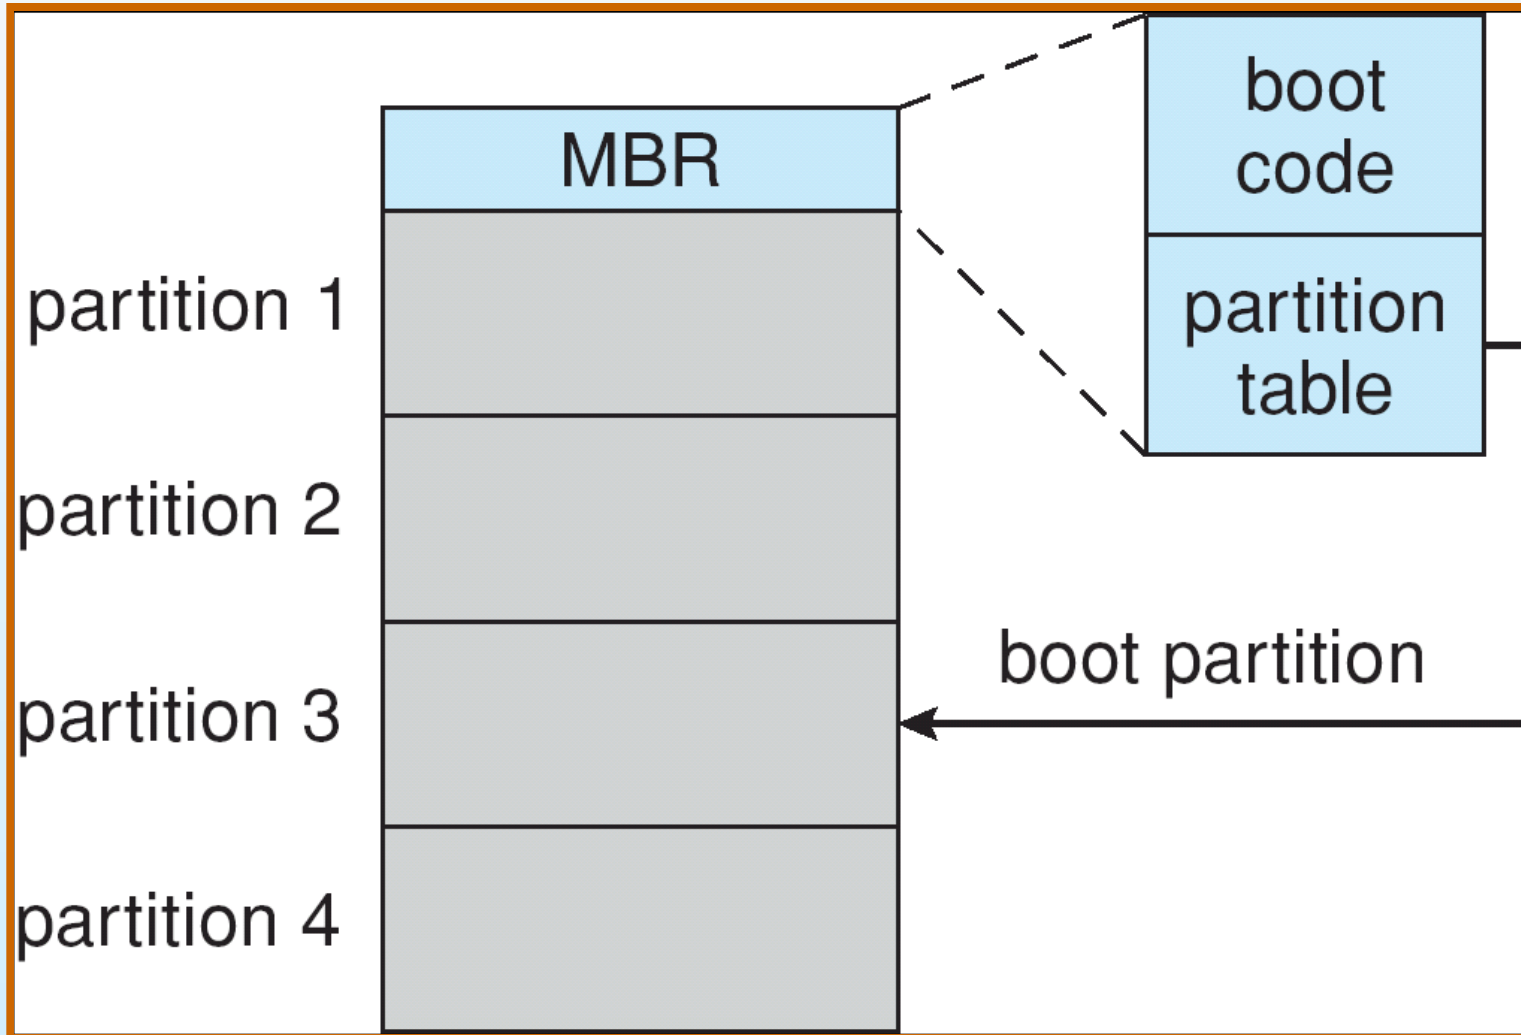 boot
code
MBR
partition
table
partition 1
partition 2
boot partition
partition 3
partition 4